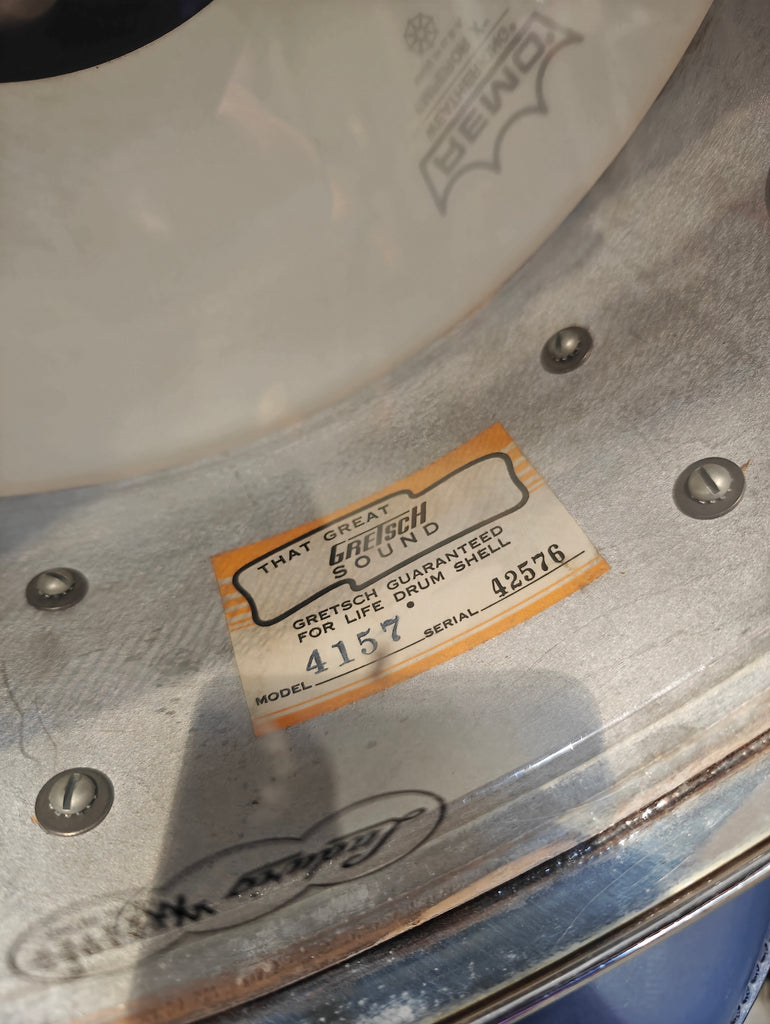 REMO
THAT GREAT
GRETSCH
SOUND
GRETSCH GUARANTEED
FOR LIFE DRUM SHELL
MODEL 4157 SERIAL 42576